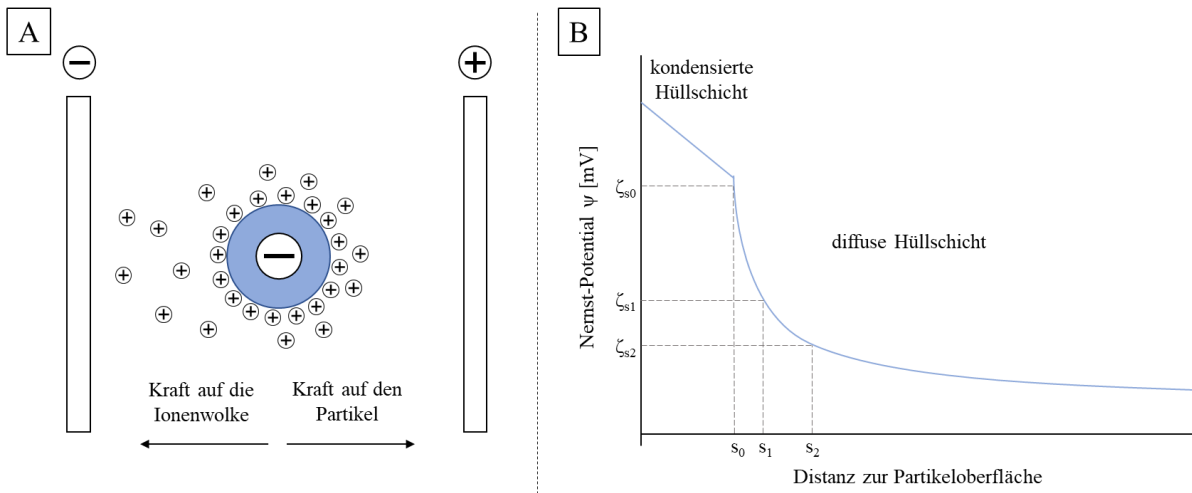 A
−
+
Kraft auf die
Ionenwolke
Kraft auf den
Partikel
B
kondensierte
Hüllschicht
Nernst-Potential ψ [mV]
ζs0
ζs1
ζs2
diffuse Hüllschicht
s0
s1
s2
Distanz zur Partikeloberfläche